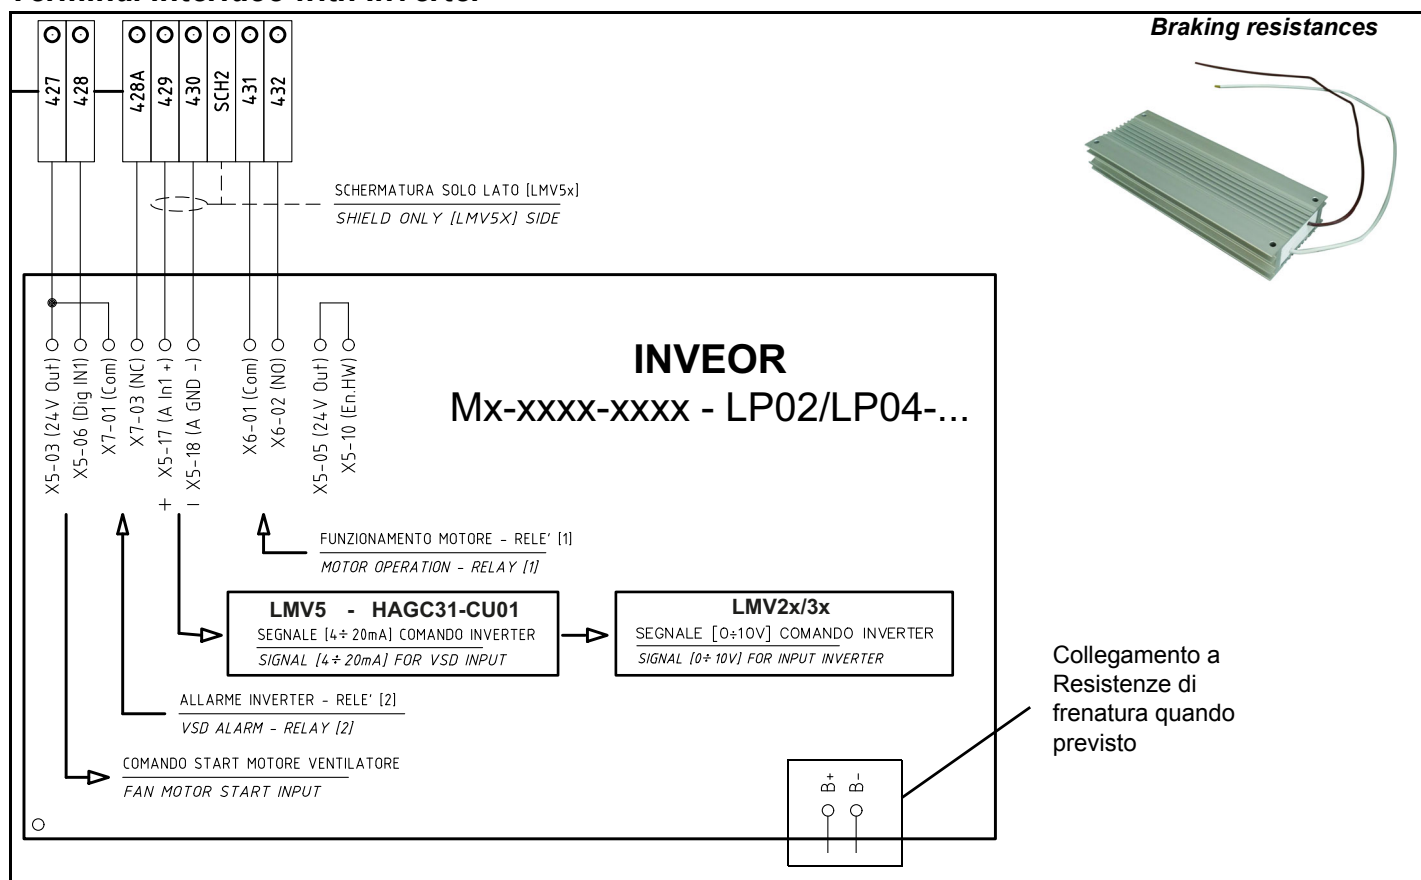 Terminal interface with inverter
Braking resistances
427
428
428A
429
430
SCH2
431
432
SCHERMATURA SOLO LATO [LMV5x]
SHIELD ONLY [LMV5X] SIDE
X5-03 (24V Out)
X5-06 (Dig IN1)
X7-01 (Com)
X7-03 (NC)
+ X5-17 (A In1 +)
- X5-18 (A GND -)
X6-01 (Com)
X6-02 (NO)
X5-05 (24V Out)
X5-10 (En.HW)
INVEOR
Mx-xxxx-xxxx - LP02/LP04-...
FUNZIONAMENTO MOTORE - RELE' [1]
MOTOR OPERATION - RELAY [1]
LMV5 - HAGC31-CU01
SEGNALE [4÷20mA] COMANDO INVERTER
SIGNAL [4÷20mA] FOR VSD INPUT
LMV2x/3x
SEGNALE [0÷10V] COMANDO INVERTER
SIGNAL [0÷10V] FOR INPUT INVERTER
ALLARME INVERTER - RELE' [2]
VSD ALARM - RELAY [2]
COMANDO START MOTORE VENTILATORE
FAN MOTOR START INPUT
B+
B-
Collegamento a
Resistenze di
frenatura quando
previsto